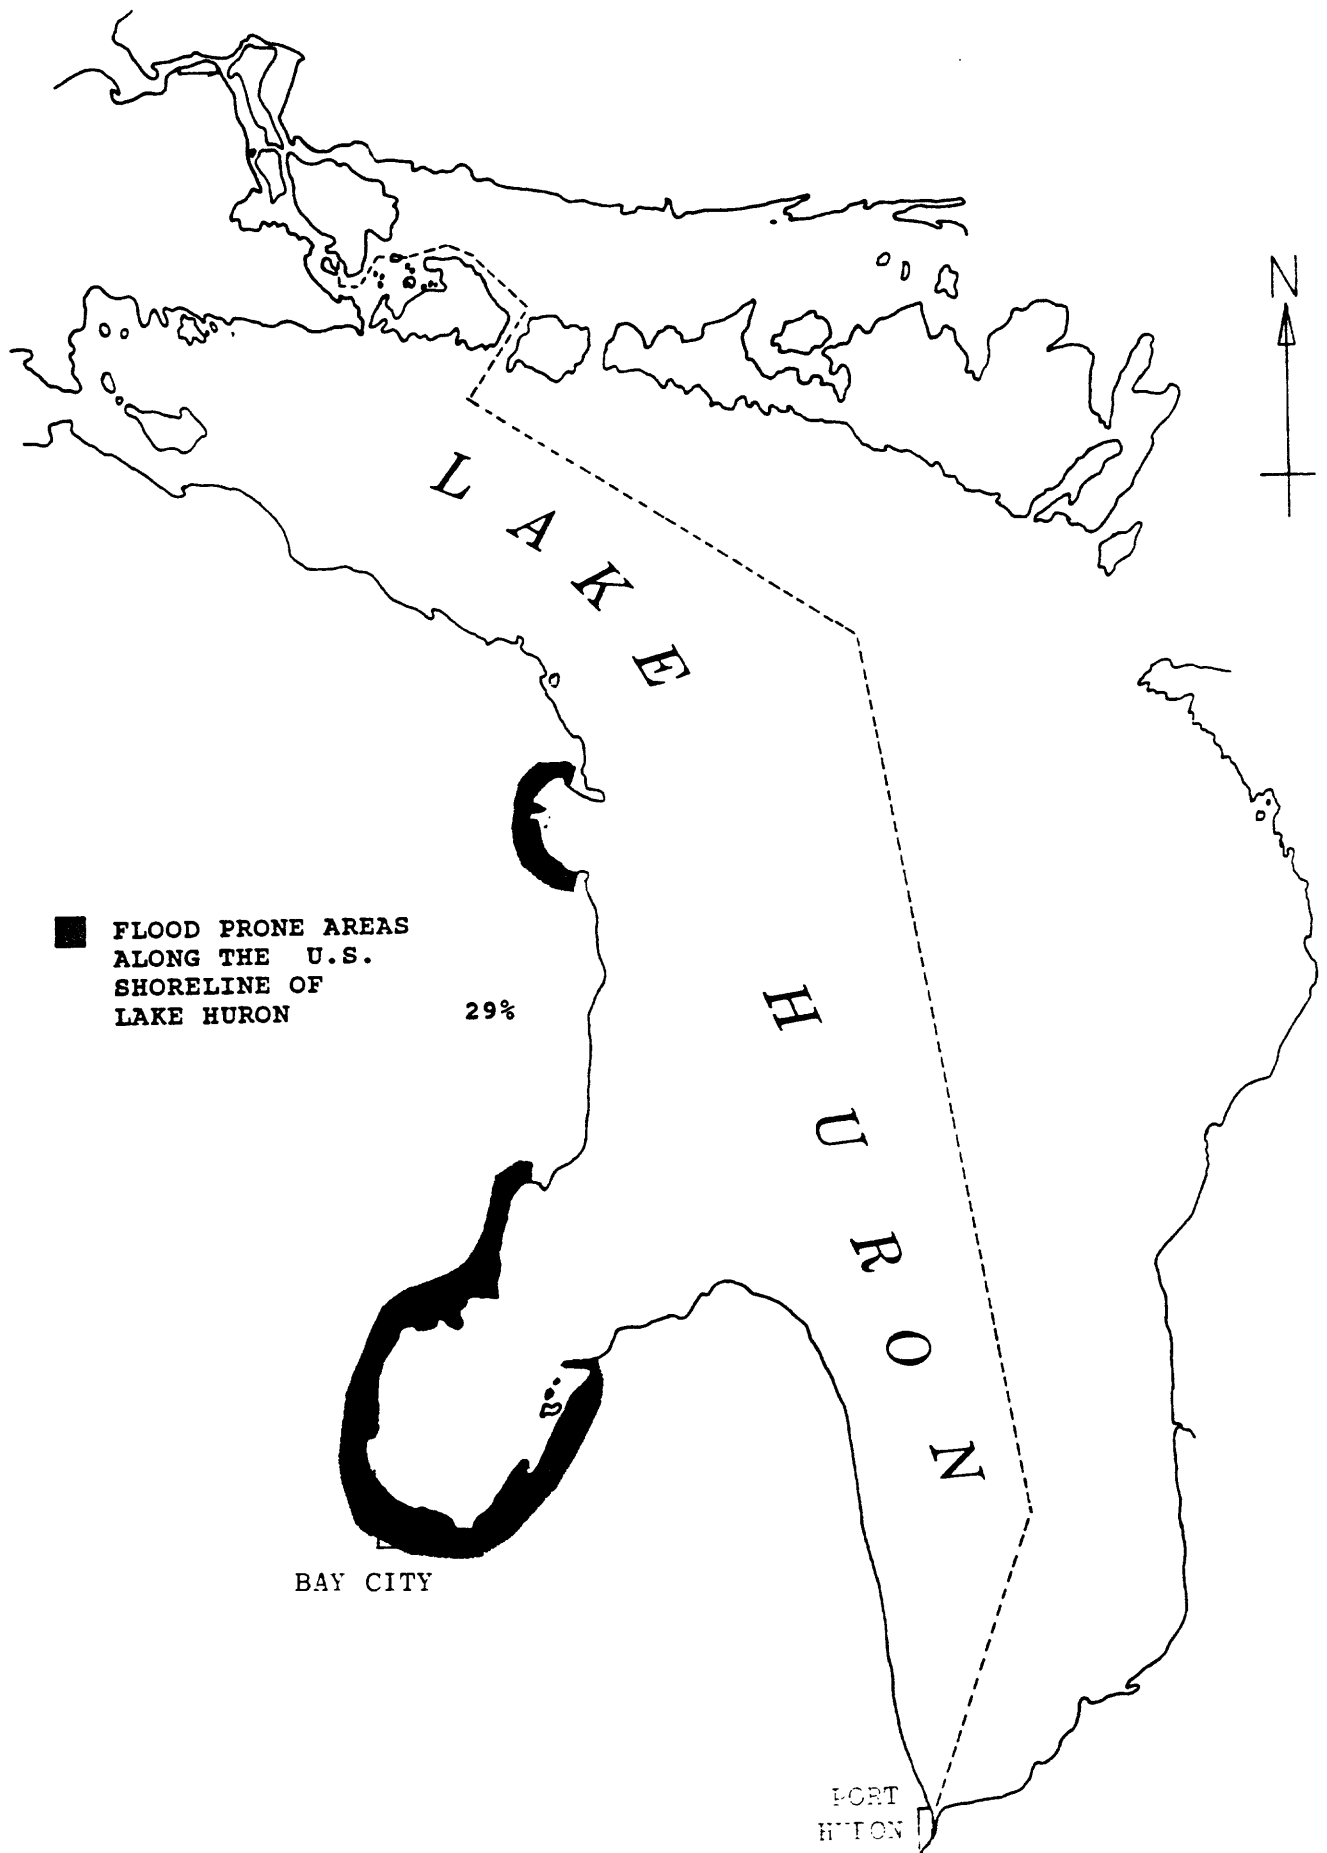 N
LAKE
HURON
FLOOD PRONE AREAS
ALONG THE U.S.
SHORELINE OF
LAKE HURON 29%
BAY CITY
PORT
HURON